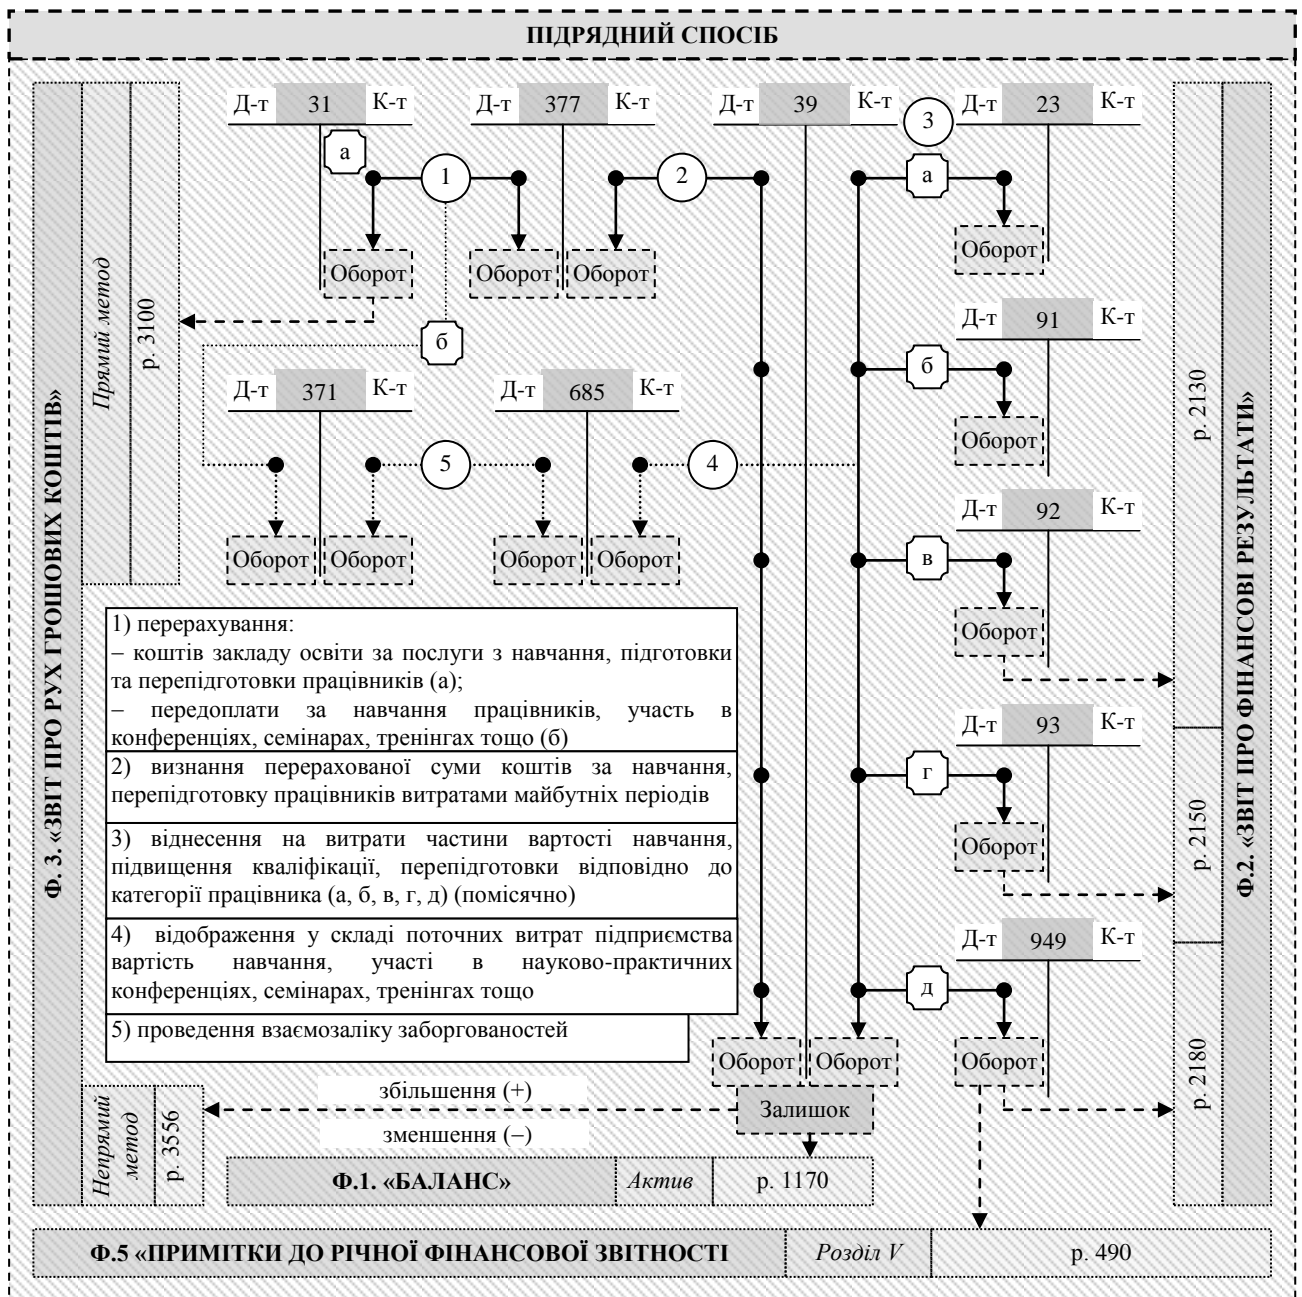 ПІДРЯДНИЙ СПОСІБ
Ф. 3. «ЗВІТ ПРО РУХ ГРОШОВИХ КОШТІВ»
Прямий метод
р. 3100
Д-т 31 К-т
Д-т 377 К-т
Д-т 39 К-т
3
Д-т 23 К-т
а
1
2
а
Оборот
Оборот
Оборот
Оборот
б
Д-т 91 К-т
б
Оборот
Д-т 371 К-т
Д-т 685 К-т
5
4
Оборот
Оборот
Оборот
Оборот
Д-т 92 К-т
в
Оборот
1) перерахування:
– коштів закладу освіти за послуги з навчання, підготовки
та перепідготовки працівників (а);
– передоплати за навчання працівників, участь в
конференціях, семінарах, тренінгах тощо (б)
2) визнання перерахованої суми коштів за навчання,
перепідготовку працівників витратами майбутніх періодів
3) віднесення на витрати частини вартості навчання,
підвищення кваліфікації, перепідготовки відповідно до
категорії працівника (а, б, в, г, д) (помісячно)
4) відображення у складі поточних витрат підприємства
вартість навчання, участі в науково-практичних
конференціях, семінарах, тренінгах тощо
5) проведення взаємозаліку заборгованостей
Д-т 93 К-т
г
Оборот
Д-т 949 К-т
д
Оборот
Оборот
Оборот
Залишок
р. 2130
р. 2150
р. 2180
Ф.2. «ЗВІТ ПРО ФІНАНСОВІ РЕЗУЛЬТАТИ»
Непрямий
метод
р. 3556
збільшення (+)
зменшення (–)
Ф.1. «БАЛАНС» Актив р. 1170
Ф.5 «ПРИМІТКИ ДО РІЧНОЇ ФІНАНСОВОЇ ЗВІТНОСТІ Розділ V р. 490